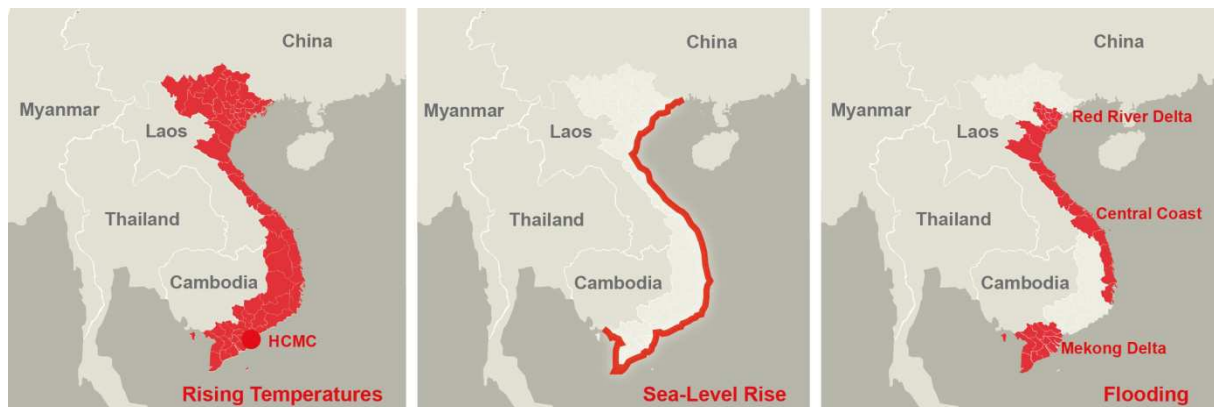 China
Myanmar
Laos
Thailand
Cambodia
HCMC
Rising Temperatures
China
Myanmar
Laos
Thailand
Cambodia
Sea-Level Rise
China
Myanmar
Red River Delta
Laos
Thailand
Central Coast
Cambodia
Mekong Delta
Flooding